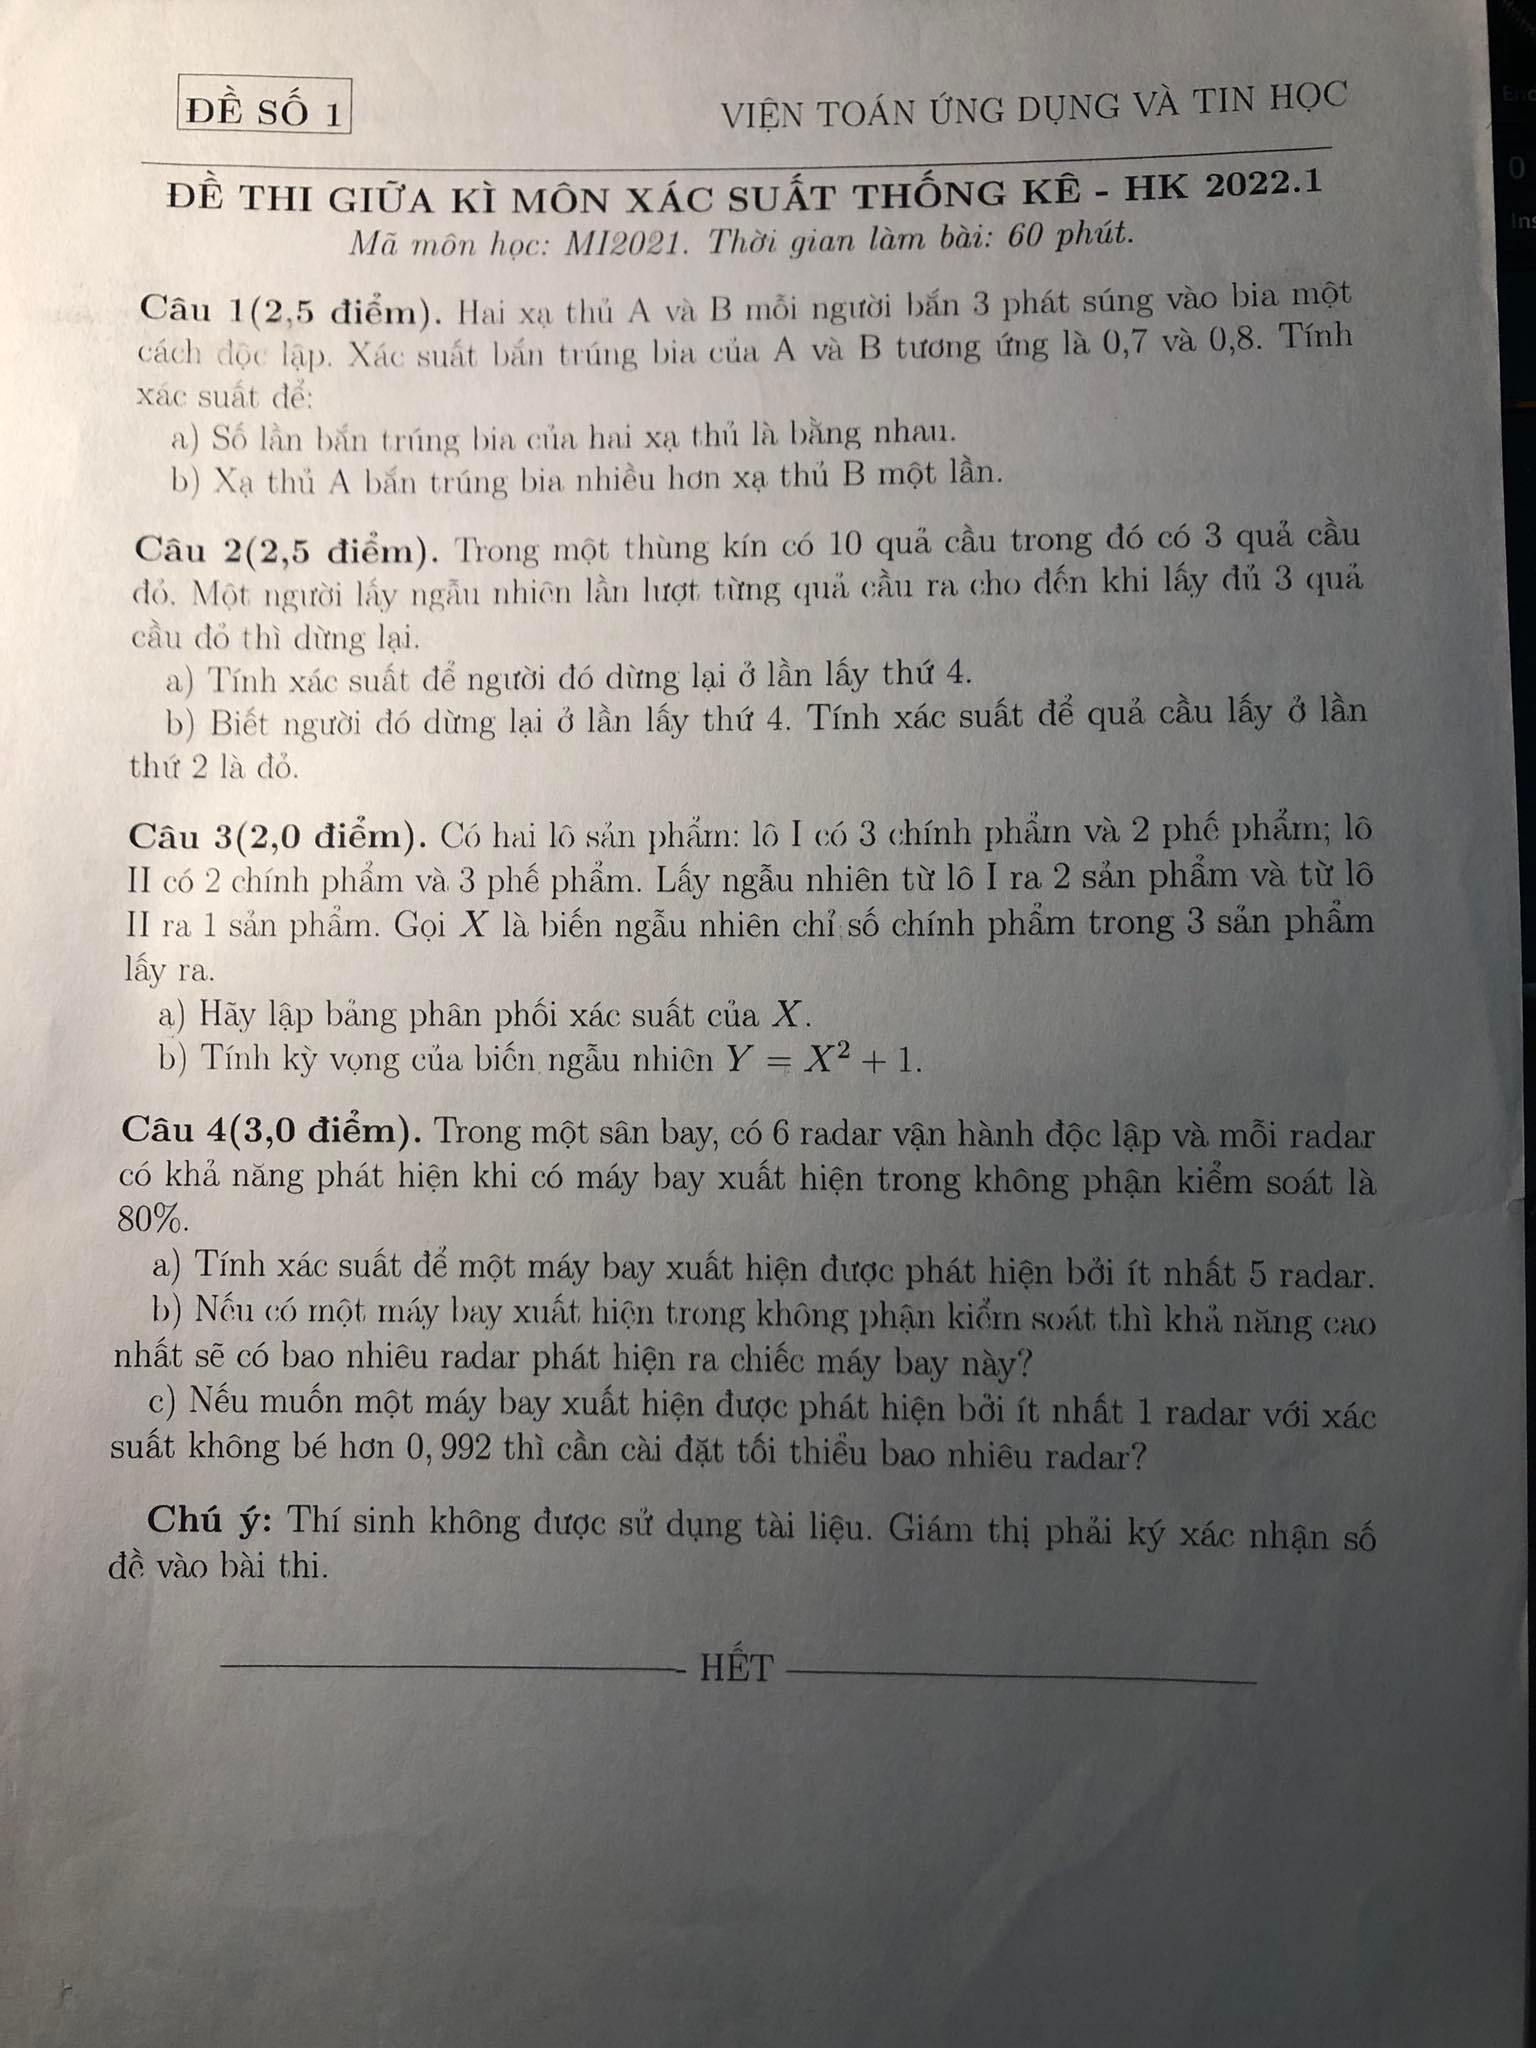 ĐỀ SỐ 1
VIỆN TOÁN ỨNG DỤNG VÀ TIN HỌC
ĐỀ THI GIỮA KÌ MÔN XÁC SUẤT THỐNG KÊ - HK 2022.1
Mã môn học: MI2021. Thời gian làm bài: 60 phút.
Câu 1(2,5 điểm). Hai xạ thủ A và B mỗi người bắn 3 phát súng vào bia một
cách độc lập. Xác suất bắn trúng bia của A và B tương ứng là 0,7 và 0,8. Tính
xác suất để:
a) Số lần bắn trúng bia của hai xạ thủ là bằng nhau.
b) Xạ thủ A bắn trúng bia nhiều hơn xạ thủ B một lần.
Câu 2(2,5 điểm). Trong một thùng kín có 10 quả cầu trong đó có 3 quả cầu
đỏ. Một người lấy ngẫu nhiên lần lượt từng quả cầu ra cho đến khi lấy đủ 3 quả
cầu đỏ thì dừng lại.
a) Tính xác suất để người đó dừng lại ở lần lấy thứ 4.
b) Biết người đó dừng lại ở lần lấy thứ 4. Tính xác suất để quả cầu lấy ở lần
thứ 2 là đỏ.
Câu 3(2,0 điểm). Có hai lô sản phẩm: lô I có 3 chính phẩm và 2 phế phẩm; lô
II có 2 chính phẩm và 3 phế phẩm. Lấy ngẫu nhiên từ lô I ra 2 sản phẩm và từ lô
II ra 1 sản phẩm. Gọi X là biến ngẫu nhiên chỉ số chính phẩm trong 3 sản phẩm
lấy ra.
a) Hãy lập bảng phân phối xác suất của X.
b) Tính kỳ vọng của biến ngẫu nhiên Y = X² + 1.
Câu 4(3,0 điểm). Trong một sân bay, có 6 radar vận hành độc lập và mỗi radar
có khả năng phát hiện khi có máy bay xuất hiện trong không phận kiểm soát là
80%.
a) Tính xác suất để một máy bay xuất hiện được phát hiện bởi ít nhất 5 radar.
b) Nếu có một máy bay xuất hiện trong không phận kiểm soát thì khả năng cao
nhất sẽ có bao nhiêu radar phát hiện ra chiếc máy bay này?
c) Nếu muốn một máy bay xuất hiện được phát hiện bởi ít nhất 1 radar với xác
suất không bé hơn 0,992 thì cần cài đặt tối thiểu bao nhiêu radar?
Chú ý: Thí sinh không được sử dụng tài liệu. Giám thị phải ký xác nhận số
đề vào bài thi.
HẾT